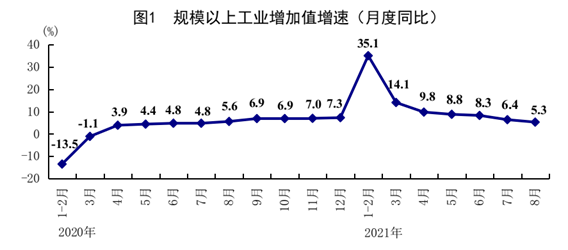 图1 规模以上工业增加值增速（月度同比）
(%)
40
30
20
10
0
-10
-20
-13.5
-1.1
3.9
4.4
4.8
4.8
5.6
6.9
6.9
7.0
7.3
35.1
14.1
9.8
8.8
8.3
6.4
5.3
1-2月
3月
4月
5月
6月
7月
8月
9月
10月
11月
12月
1-2月
3月
4月
5月
6月
7月
8月
2020年
2021年